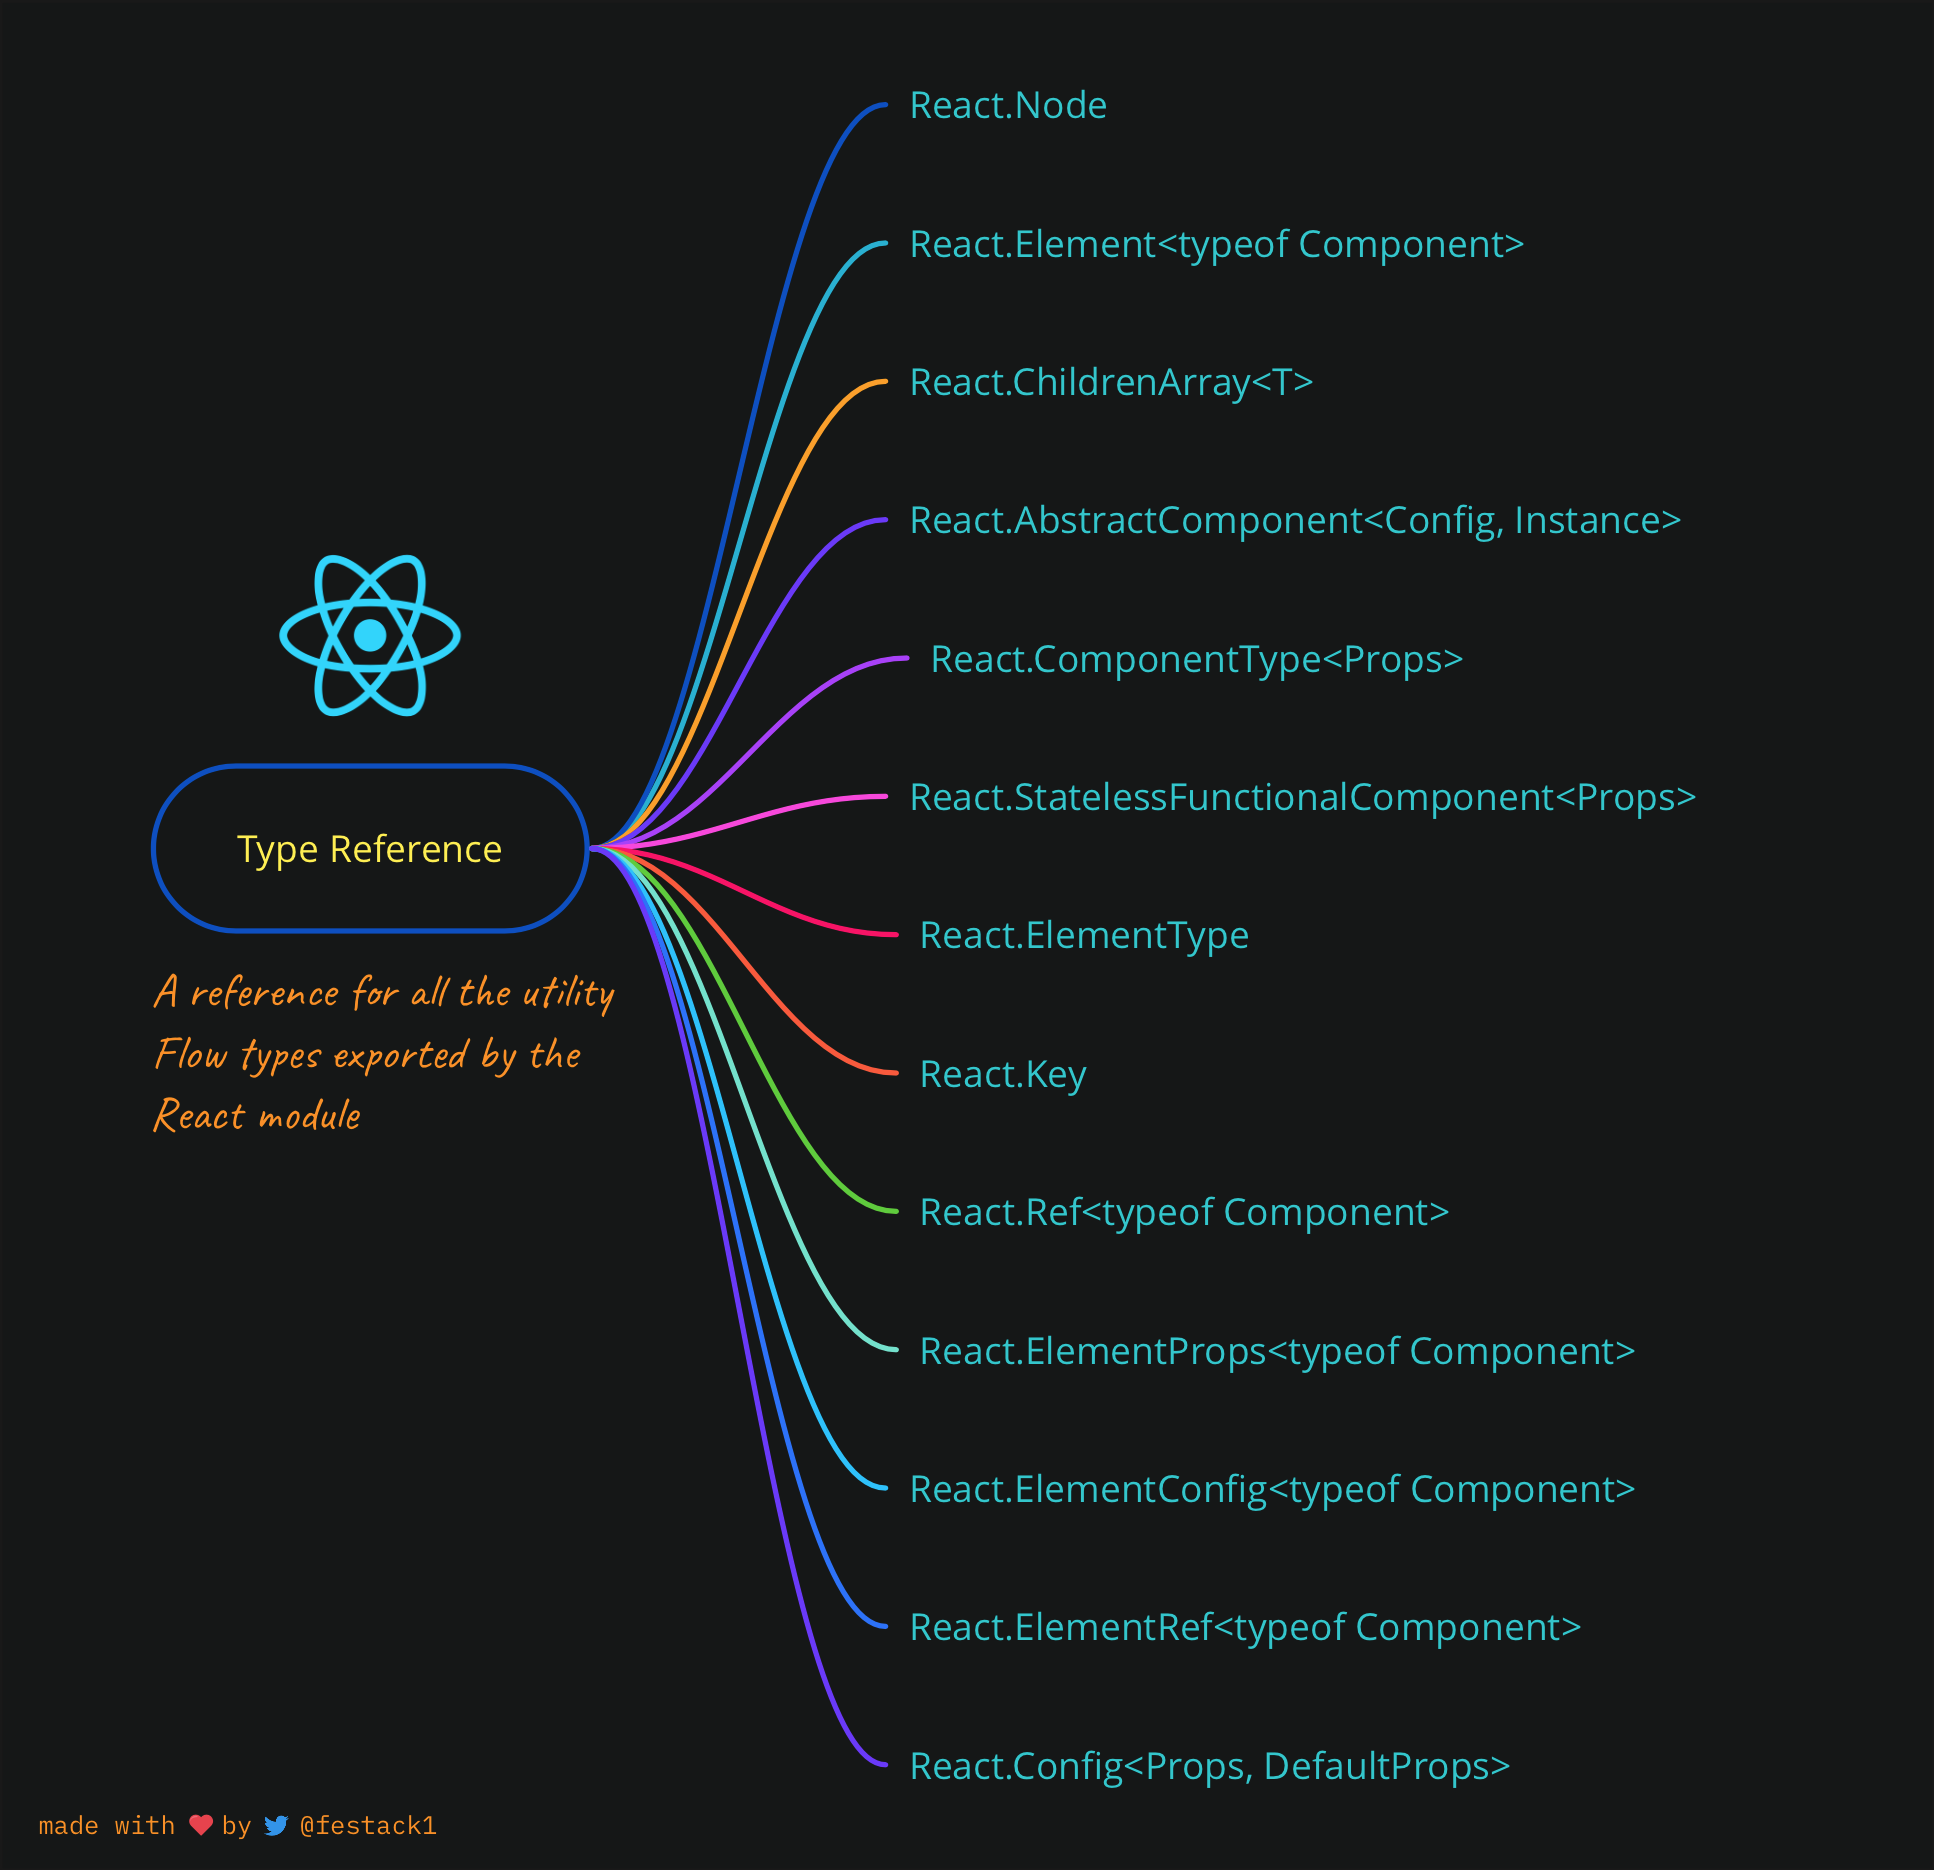 React.Node
React.Element<typeof Component>
React.ChildrenArray<T>
React.AbstractComponent<Config, Instance>
React.ComponentType<Props>
React.StatelessFunctionalComponent<Props>
Type Reference
React.ElementType
A reference for all the utility
Flow types exported by the
React module
React.Key
React.Ref<typeof Component>
React.ElementProps<typeof Component>
React.ElementConfig<typeof Component>
React.ElementRef<typeof Component>
React.Config<Props, DefaultProps>
made with ❤ by @festack1